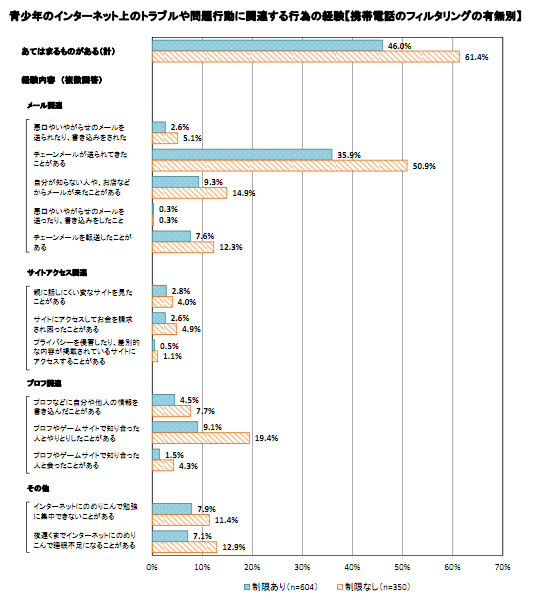 青少年のインターネット上のトラブルや問題行動に関連する行為の経験【携帯電話のフィルタリングの有無別】
あてはまるものがある（計）
46.0%
61.4%
経験内容 （複数回答）
メール関連
悪口やいやがらせのメールを
送られたり、書き込みをされた
2.6%
5.1%
チェーンメールが送られてきた
ことがある
35.9%
50.9%
自分が知らない人や、お店など
からメールが来たことがある
9.3%
14.9%
悪口やいやがらせのメールを
送ったり、書き込みをしたこと
0.3%
0.3%
チェーンメールを転送したことが
ある
7.6%
12.3%
サイトアクセス関連
親に話しにくい変なサイトを見た
ことがある
2.8%
4.0%
サイトにアクセスしてお金を請求
され困ったことがある
2.6%
4.9%
プライバシーを侵害したり、差別的
な内容が掲載されているサイトに
アクセスすることがある
0.5%
1.1%
プロフ関連
プロフなどに自分や他人の情報を
書き込んだことがある
4.5%
7.7%
プロフやゲームサイトで知り合った
人とやりとりしたことがある
9.1%
19.4%
プロフやゲームサイトで知り合った
人と会ったことがある
1.5%
4.3%
その他
インターネットにのめりこんで勉強
に集中できないことがある
7.9%
11.4%
夜遅くまでインターネットにのめり
こんで睡眠不足になることがある
7.1%
12.9%
0% 10% 20% 30% 40% 50% 60% 70%
制限あり（n=604） 制限なし（n=350）